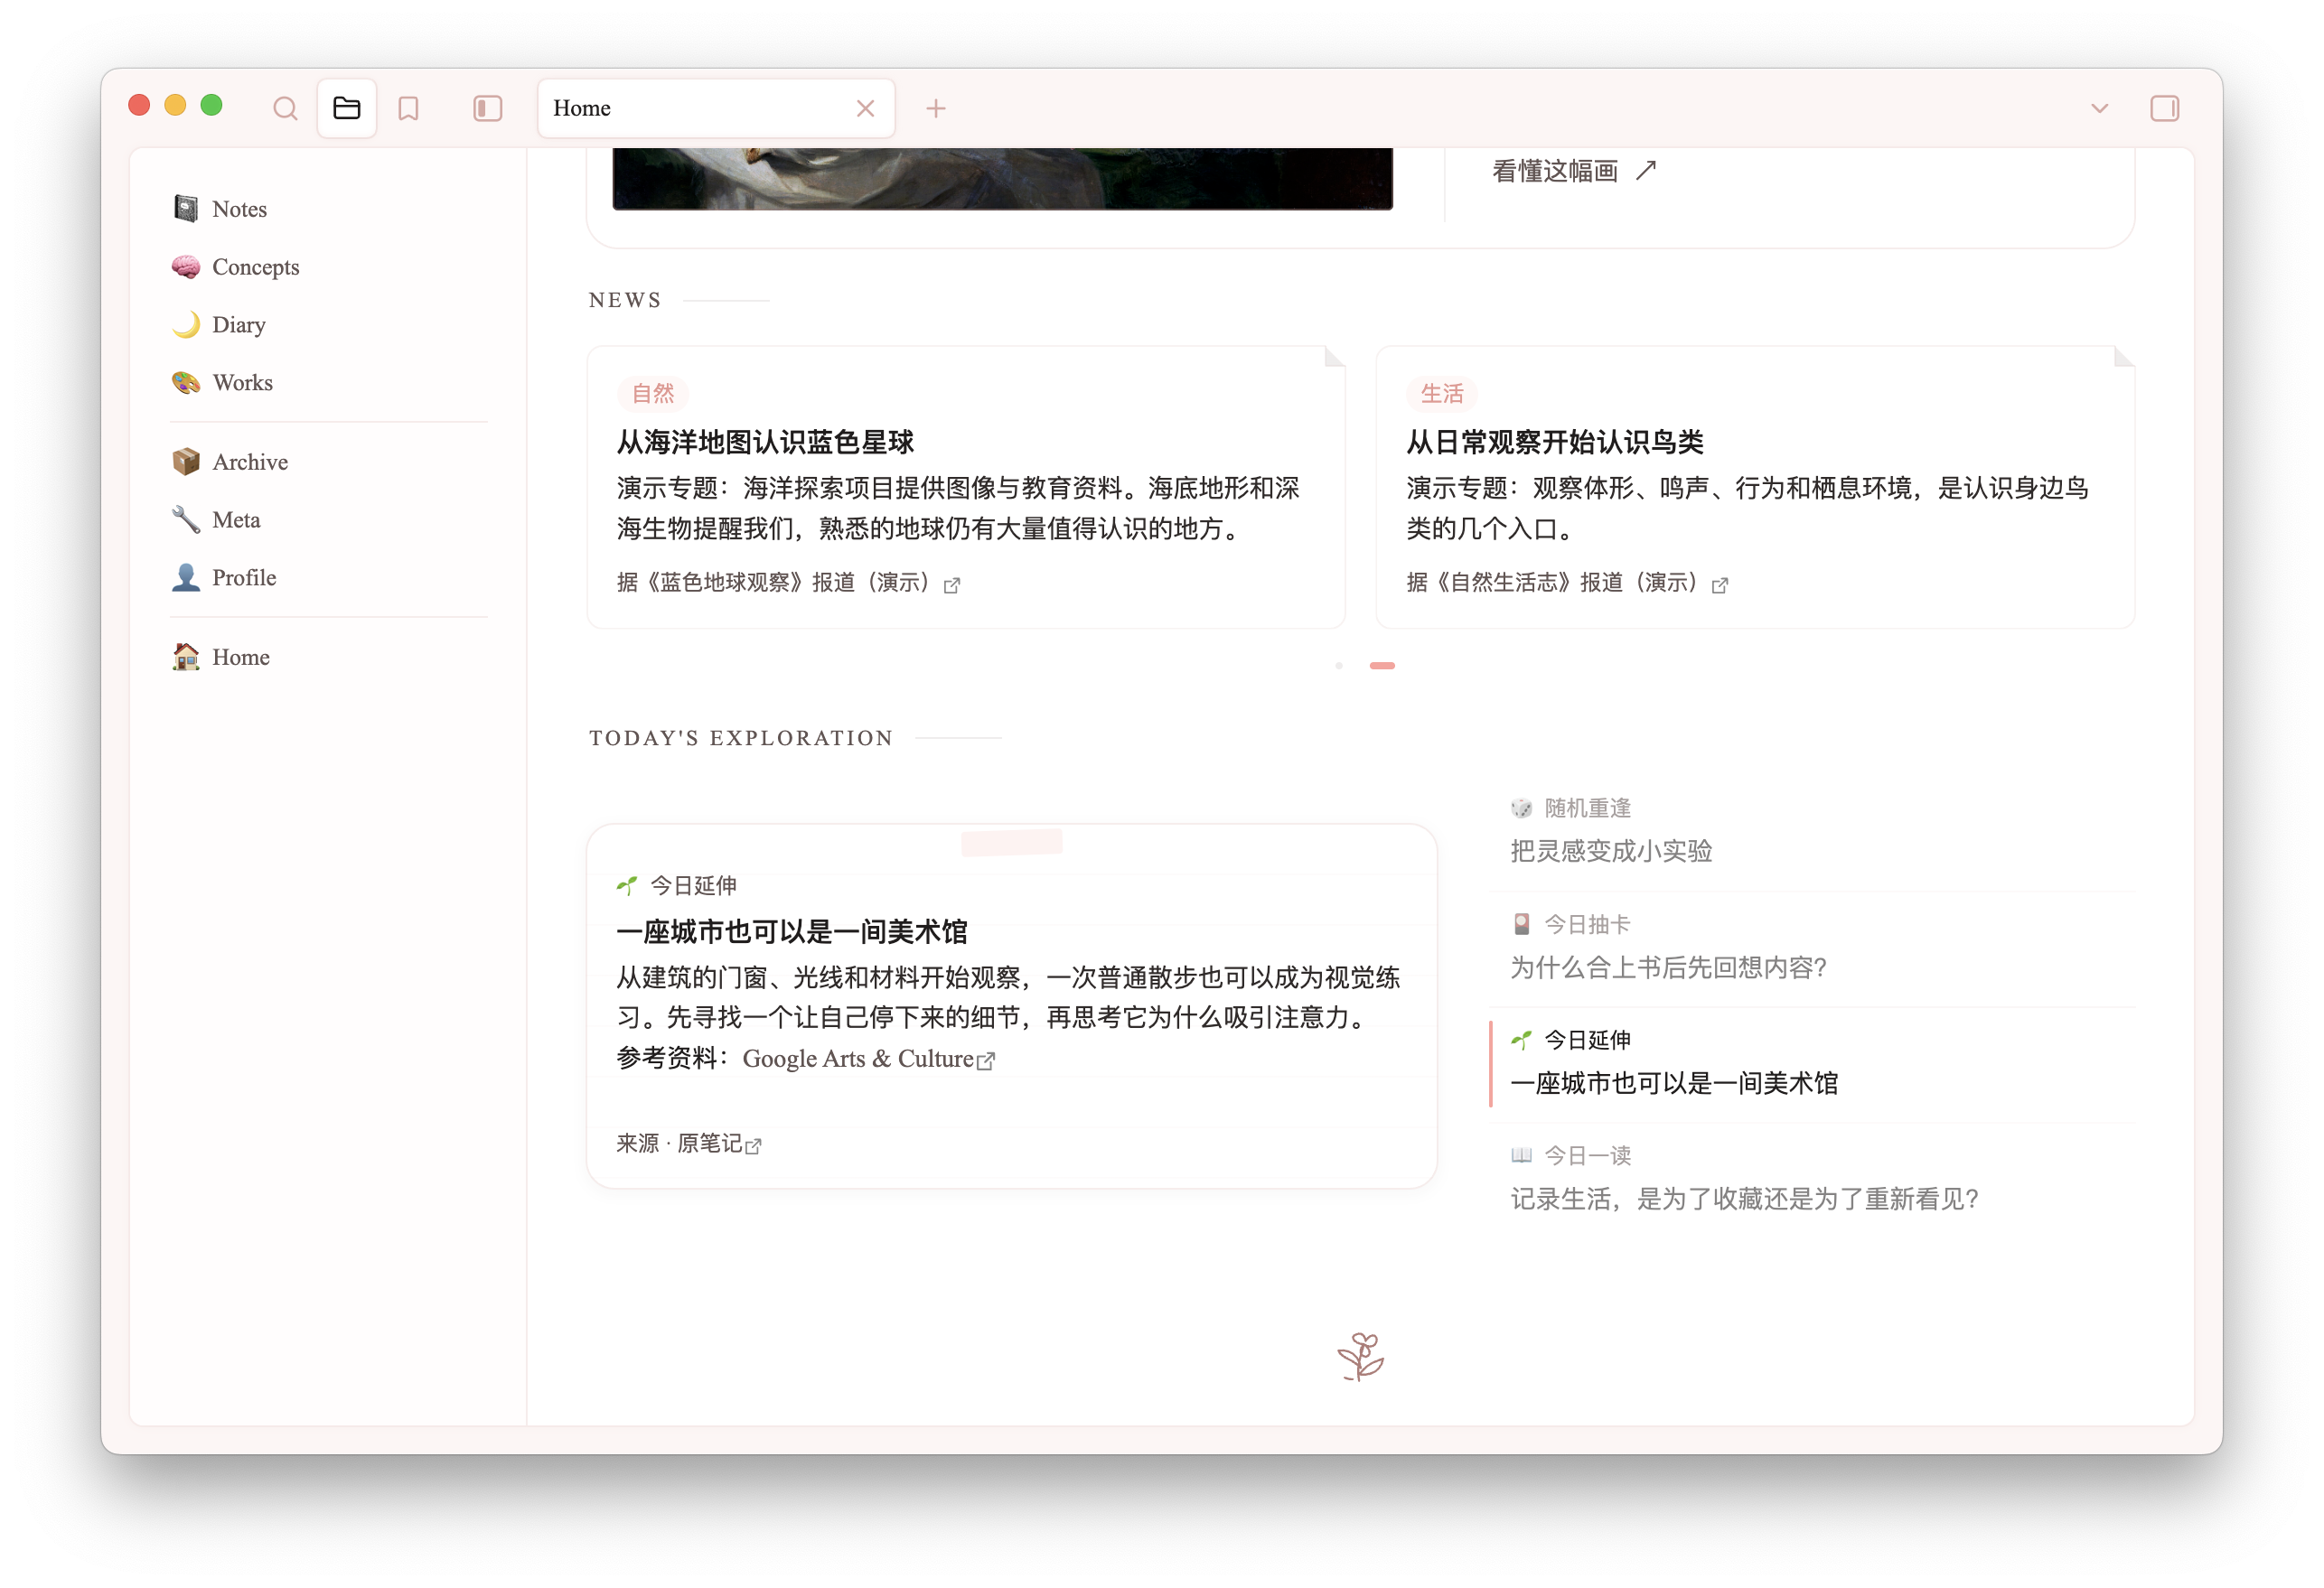 Home
Notes
Concepts
Diary
Works
Archive
Meta
Profile
Home
看懂这幅画
NEWS
自然
从海洋地图认识蓝色星球
演示专题：海洋探索项目提供图像与教育资料。海底地形和深
海生物提醒我们，熟悉的地球仍有大量值得认识的地方。
据《蓝色地球观察》报道（演示）
生活
从日常观察开始认识鸟类
演示专题：观察体形、鸣声、行为和栖息环境，是认识身边鸟
类的几个入口。
据《自然生活志》报道（演示）
TODAY'S EXPLORATION
今日延伸
一座城市也可以是一间美术馆
从建筑的门窗、光线和材料开始观察，一次普通散步也可以成为视觉练
习。先寻找一个让自己停下来的细节，再思考它为什么吸引注意力。
参考资料：Google Arts & Culture
来源 · 原笔记
随机重逢
把灵感变成小实验
今日抽卡
为什么合上书后先回想内容？
今日延伸
一座城市也可以是一间美术馆
今日一读
记录生活，是为了收藏还是为了重新看见？